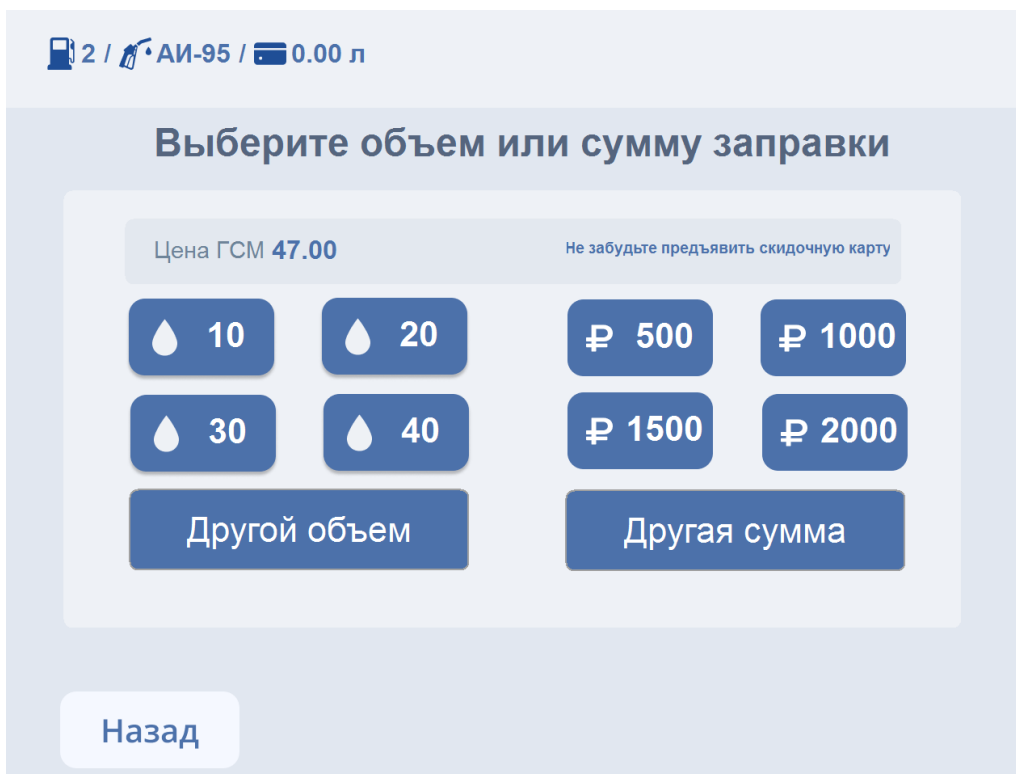 2 / АИ-95 / 0.00 л
Выберите объем или сумму заправки
Цена ГСМ 47.00
Не забудьте предъявить скидочную карту
10 20 ₽ 500 ₽ 1000
30 40 ₽ 1500 ₽ 2000
Другой объем Другая сумма
Назад